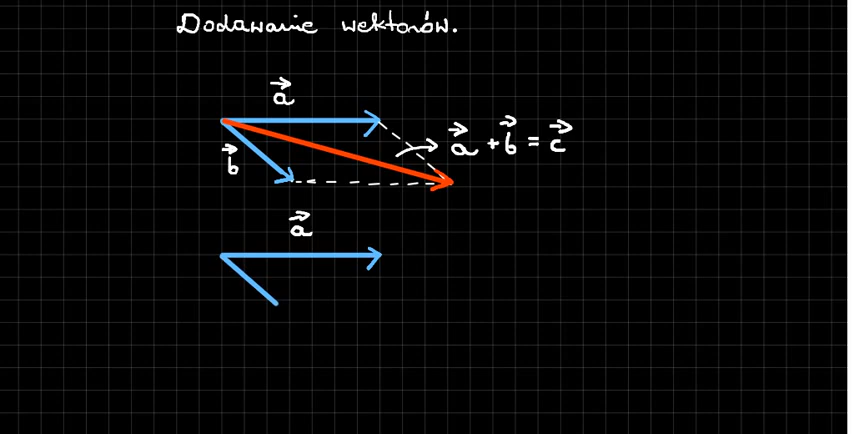 Dodawanie wektorów.
a⃗
b⃗
a⃗ + b⃗ = c⃗
a⃗